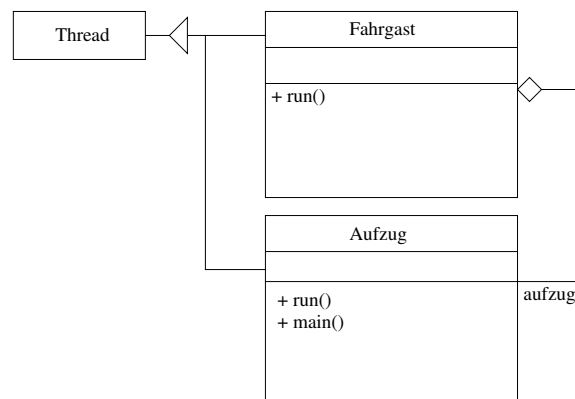 Thread
Fahrgast
+ run()
Aufzug
+ run()
+ main()
aufzug